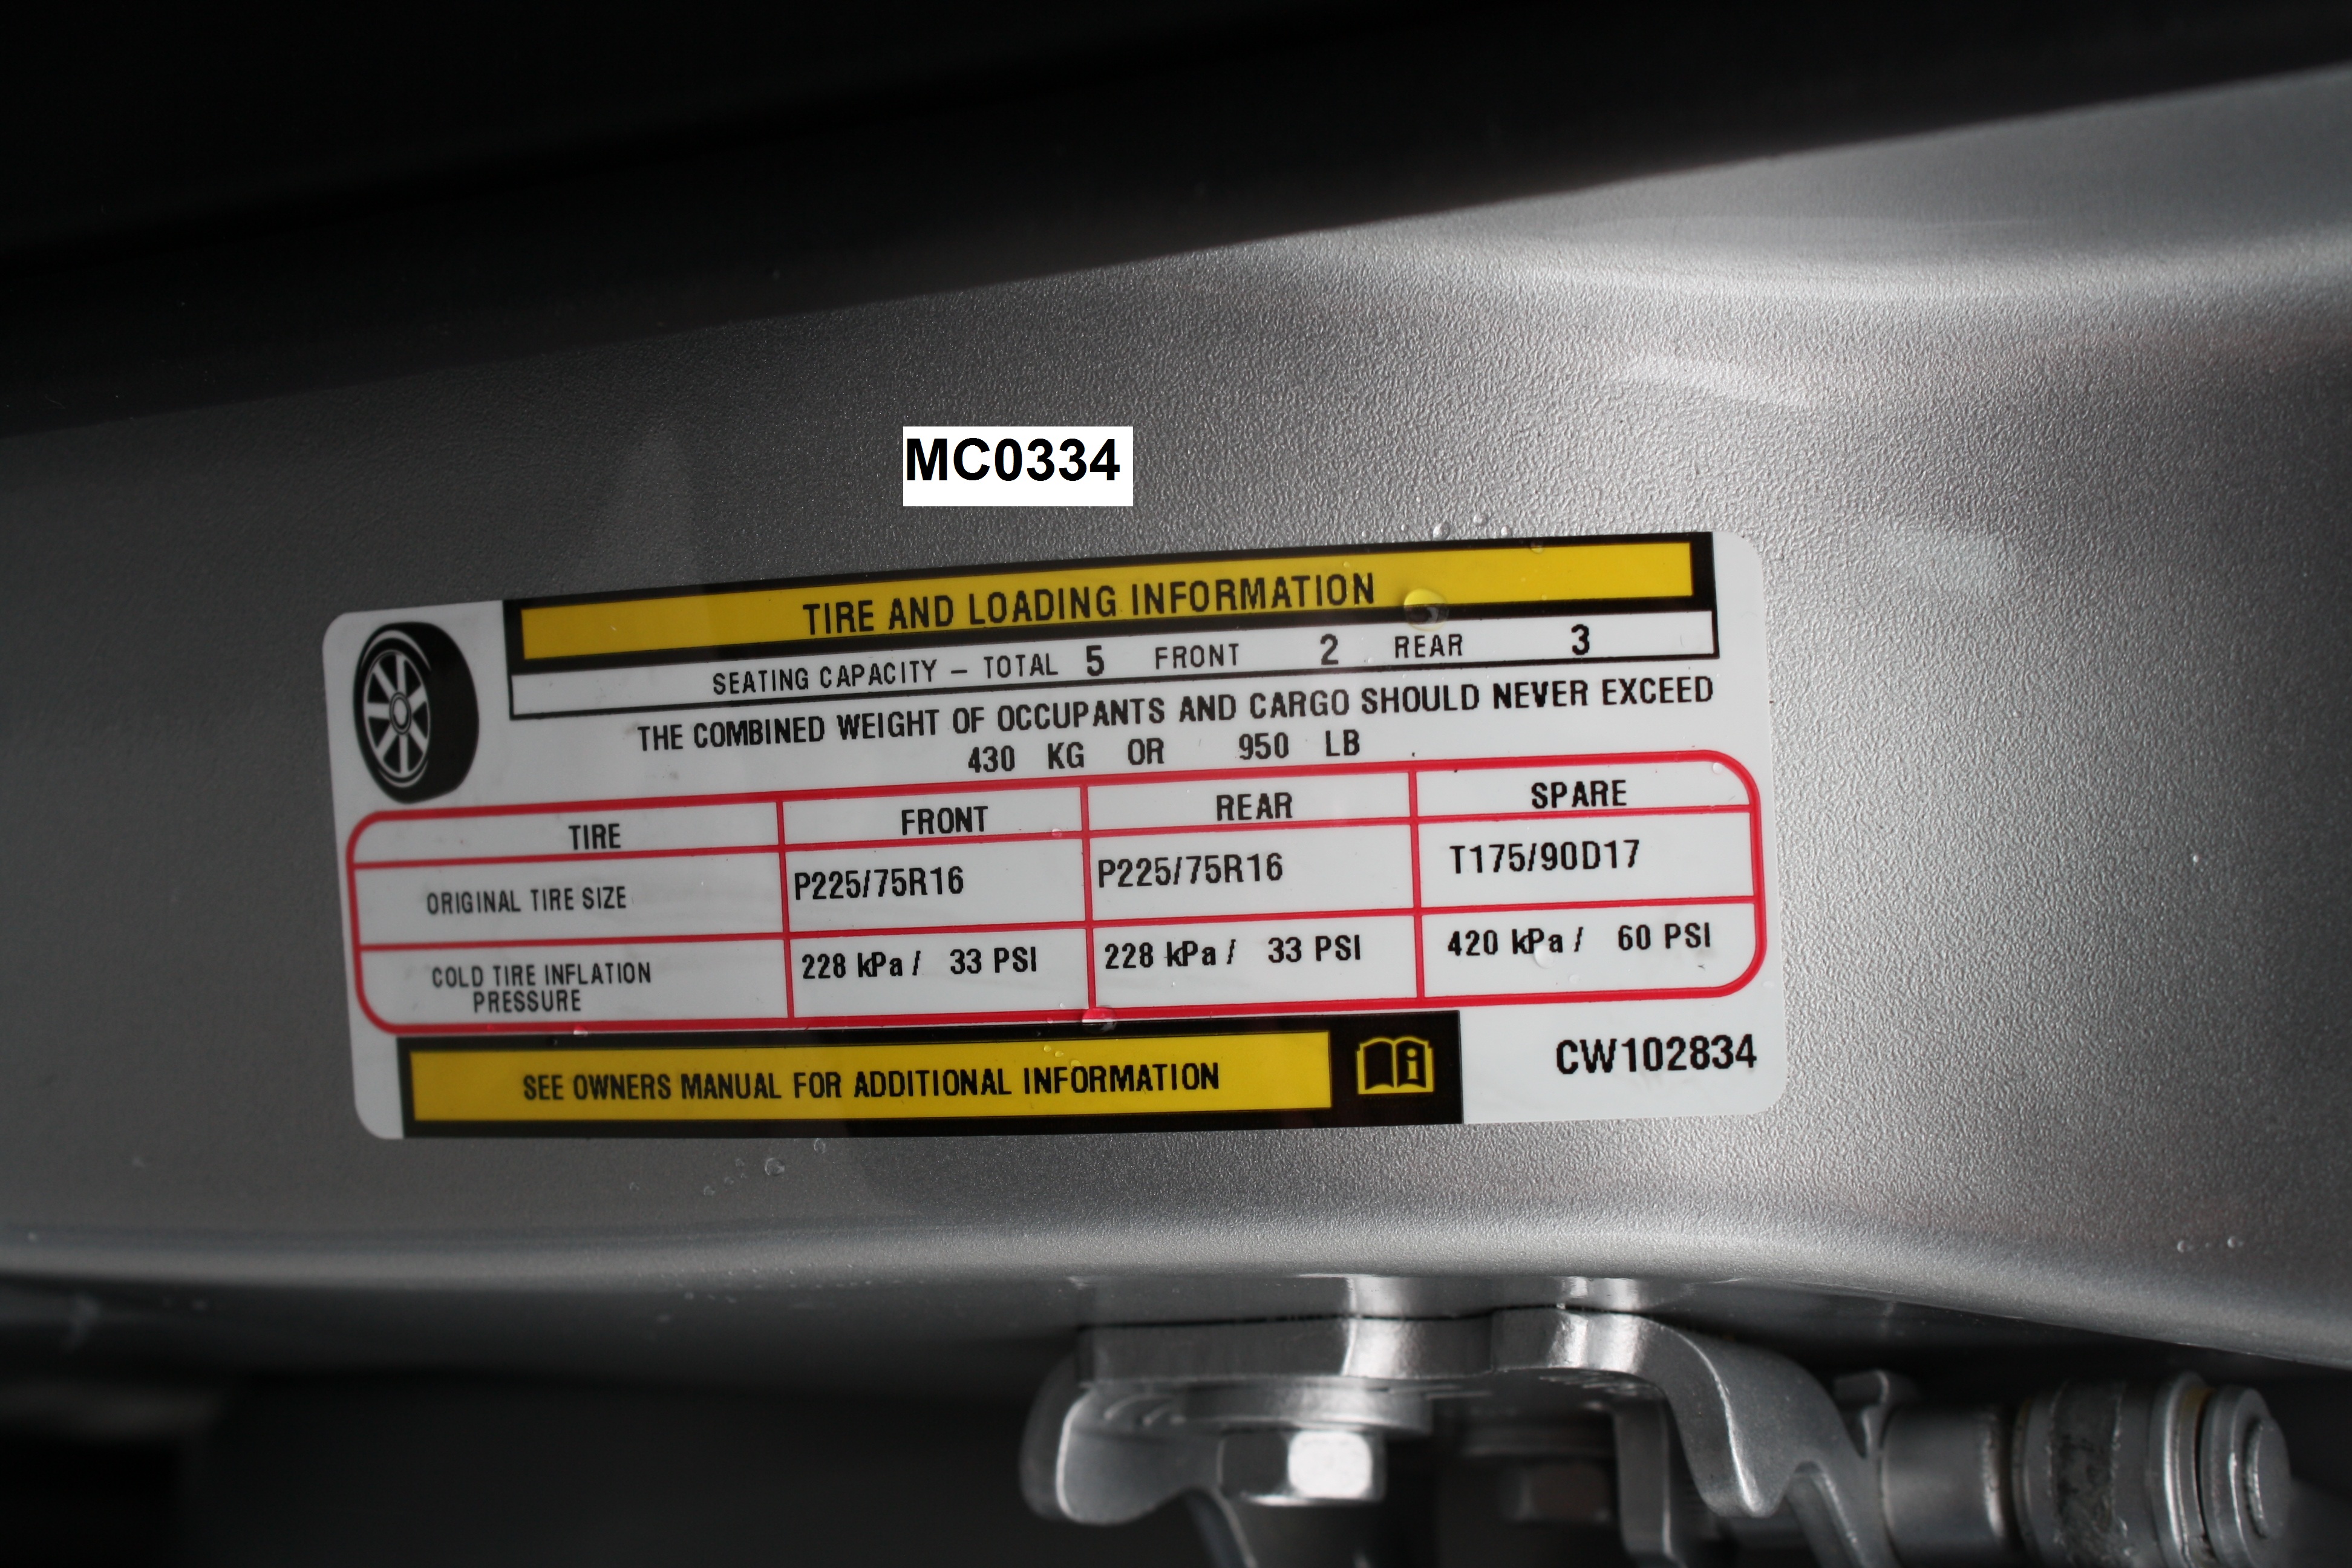 MC0334
TIRE AND LOADING INFORMATION
SEATING CAPACITY – TOTAL 5 FRONT 2 REAR 3
THE COMBINED WEIGHT OF OCCUPANTS AND CARGO SHOULD NEVER EXCEED
430 KG OR 950 LB
TIRE FRONT REAR SPARE
ORIGINAL TIRE SIZE P225/75R16 P225/75R16 T175/90D17
COLD TIRE INFLATION
PRESSURE 228 kPa / 33 PSI 228 kPa / 33 PSI 420 kPa / 60 PSI
SEE OWNERS MANUAL FOR ADDITIONAL INFORMATION
CW102834